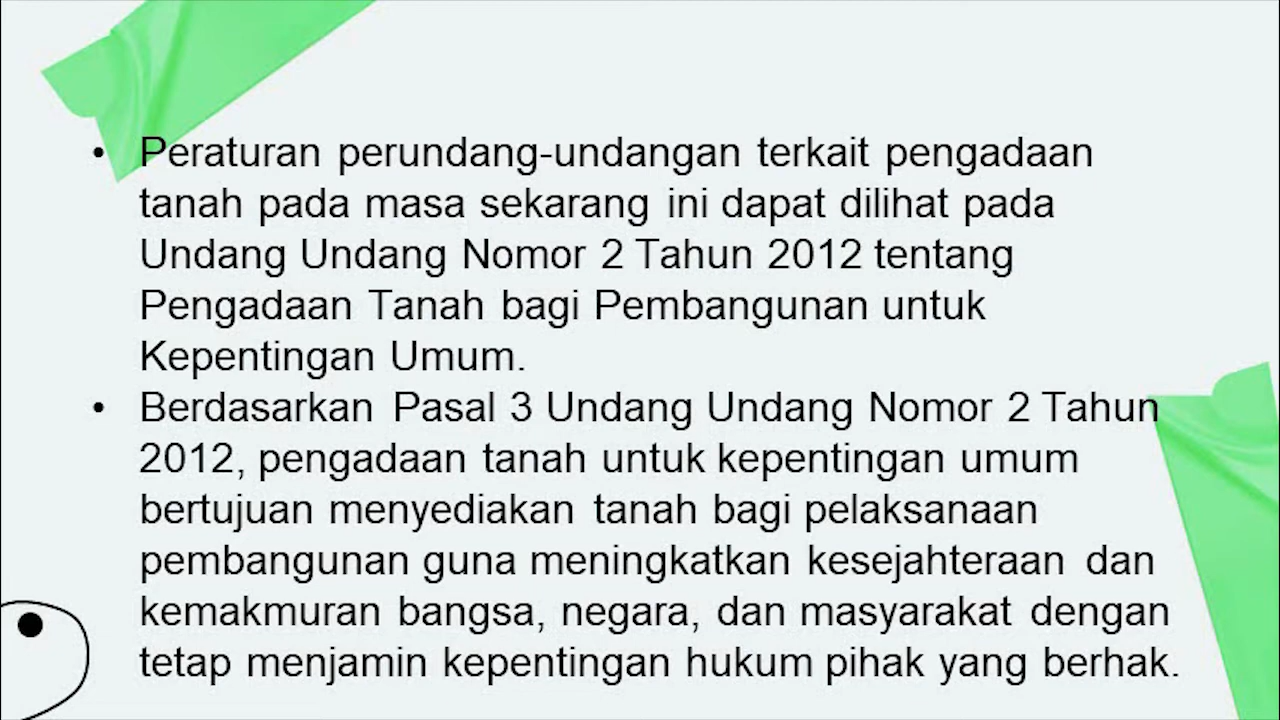 • Peraturan perundang-undangan terkait pengadaan
tanah pada masa sekarang ini dapat dilihat pada
Undang Undang Nomor 2 Tahun 2012 tentang
Pengadaan Tanah bagi Pembangunan untuk
Kepentingan Umum.
• Berdasarkan Pasal 3 Undang Undang Nomor 2 Tahun
2012, pengadaan tanah untuk kepentingan umum
bertujuan menyediakan tanah bagi pelaksanaan
pembangunan guna meningkatkan kesejahteraan dan
kemakmuran bangsa, negara, dan masyarakat dengan
tetap menjamin kepentingan hukum pihak yang berhak.